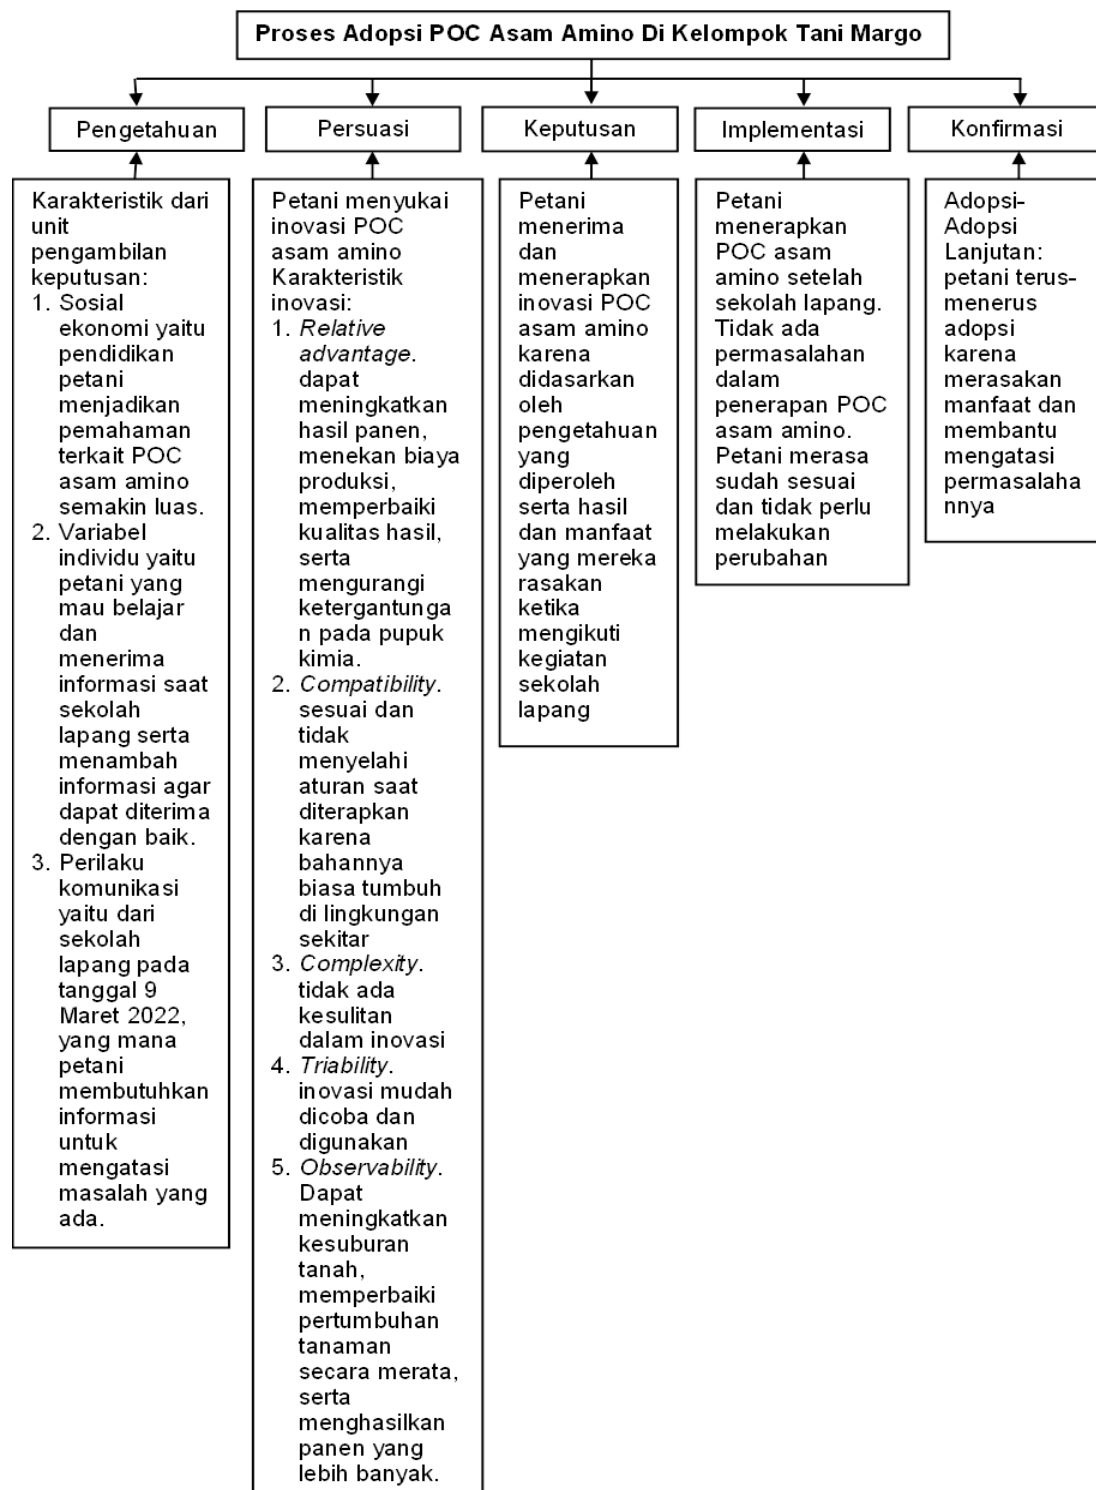 Proses Adopsi POC Asam Amino Di Kelompok Tani Margo
Pengetahuan
Persuasi
Keputusan
Implementasi
Konfirmasi
Karakteristik dari
unit
pengambilan
keputusan:
1. Sosial
ekonomi yaitu
pendidikan
petani
menjadikan
pemahaman
terkait POC
asam amino
semakin luas.
2. Variabel
individu yaitu
petani yang
mau belajar
dan
menerima
informasi saat
sekolah
lapang serta
menambah
informasi agar
dapat diterima
dengan baik.
3. Perilaku
komunikasi
yaitu dari
sekolah
lapang pada
tanggal 9
Maret 2022,
yang mana
petani
membutuhkan
informasi
untuk
mengatasi
masalah yang
ada.
Petani menyukai
inovasi POC
asam amino
Karakteristik
inovasi:
1. Relative
advantage.
dapat
meningkatkan
hasil panen,
menekan biaya
produksi,
memperbaiki
kualitas hasil,
serta
mengurangi
ketergantunga
n pada pupuk
kimia.
2. Compatibility.
sesuai dan
tidak
menyelahi
aturan saat
diterapkan
karena
bahannya
biasa tumbuh
di lingkungan
sekitar
3. Complexity.
tidak ada
kesulitan
dalam inovasi
4. Triability.
inovasi mudah
dicoba dan
digunakan
5. Observability.
Dapat
meningkatkan
kesuburan
tanah,
memperbaiki
pertumbuhan
tanaman
secara merata,
serta
menghasilkan
panen yang
lebih banyak.
Petani
menerima
dan
menerapkan
inovasi POC
asam amino
karena
didasarkan
oleh
pengetahuan
yang
diperoleh
serta hasil
dan manfaat
yang mereka
rasakan
ketika
mengikuti
kegiatan
sekolah
lapang
Petani
menerapkan
POC asam
amino setelah
sekolah lapang.
Tidak ada
permasalahan
dalam
penerapan POC
asam amino.
Petani merasa
sudah sesuai
dan tidak perlu
melakukan
perubahan
Adopsi-
Adopsi
Lanjutan:
petani terus-
menerus
adopsi
karena
merasakan
manfaat dan
membantu
mengatasi
permasalaha
nnya